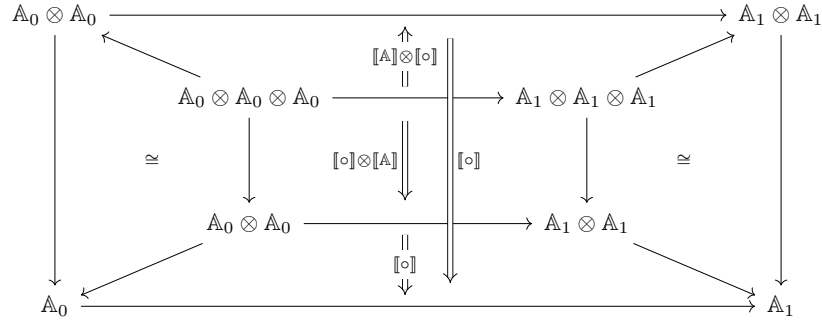 𝔸₀ ⊗ 𝔸₀ 𝔸₁ ⊗ 𝔸₁
⟦𝔸⟧⊗⟦∘⟧
𝔸₀ ⊗ 𝔸₀ ⊗ 𝔸₀ 𝔸₁ ⊗ 𝔸₁ ⊗ 𝔸₁
≅ ⟦∘⟧⊗⟦𝔸⟧ ⟦∘⟧ ≅
𝔸₀ ⊗ 𝔸₀ 𝔸₁ ⊗ 𝔸₁
⟦∘⟧
𝔸₀ 𝔸₁